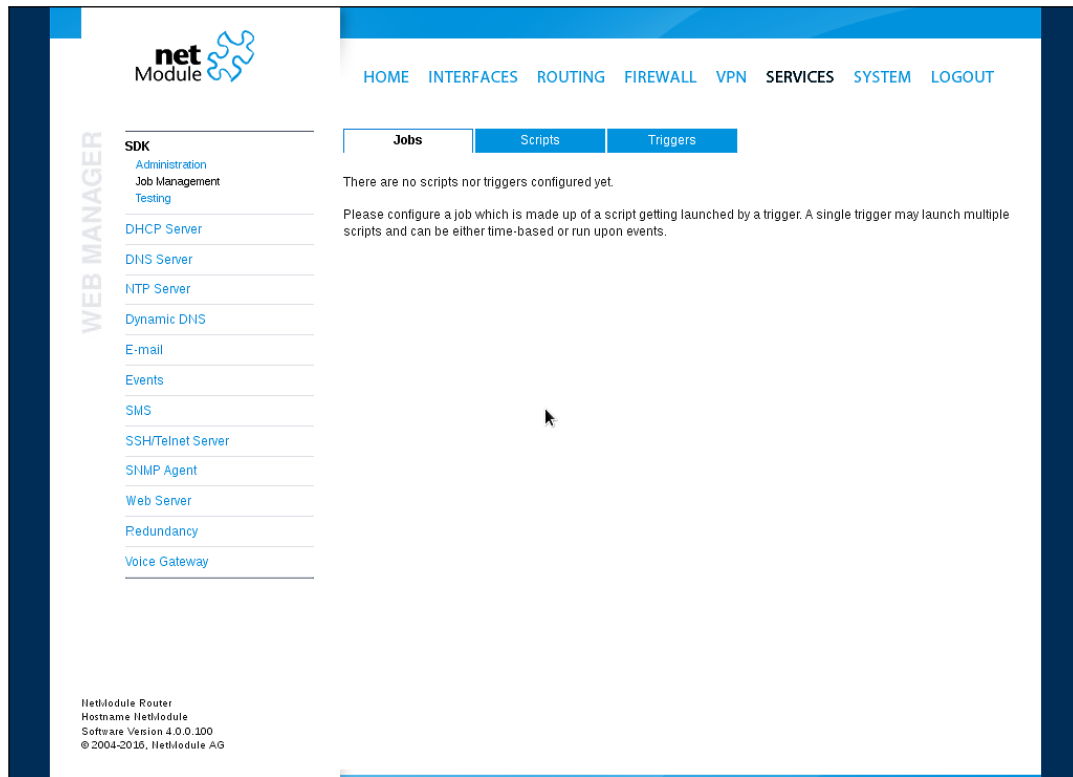 net
Module
HOME INTERFACES ROUTING FIREWALL VPN SERVICES SYSTEM LOGOUT
WEB MANAGER
SDK
Administration
Job Management
Testing
DHCP Server
DNS Server
NTP Server
Dynamic DNS
E-mail
Events
SMS
SSH/Telnet Server
SNMP Agent
Web Server
Redundancy
Voice Gateway
Jobs Scripts Triggers
There are no scripts nor triggers configured yet.
Please configure a job which is made up of a script getting launched by a trigger. A single trigger may launch multiple
scripts and can be either time-based or run upon events.
NetModule Router
Hostname NetModule
Software Version 4.0.0.100
© 2004-2016, NetModule AG